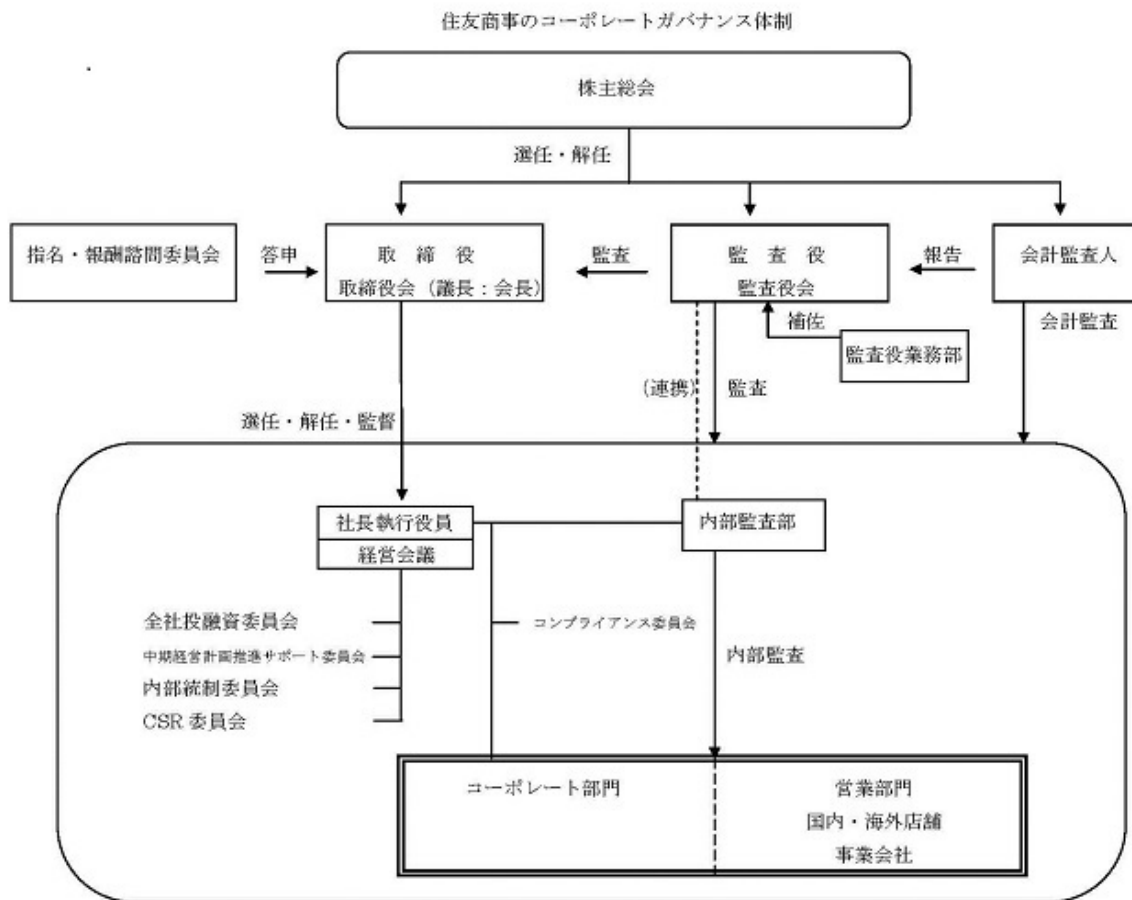 住友商事のコーポレートガバナンス体制
株主総会
選任・解任
指名・報酬諮問委員会
答申
取 締 役
取締役会（議長：会長）
監査
監 査 役
監査役会
報告
会計監査人
補佐
監査役業務部
会計監査
(連携)
監査
選任・解任・監督
社長執行役員
経営会議
内部監査部
全社投融資委員会
中期経営計画推進サポート委員会
内部統制委員会
CSR 委員会
コンプライアンス委員会
内部監査
コーポレート部門
営業部門
国内・海外店舗
事業会社